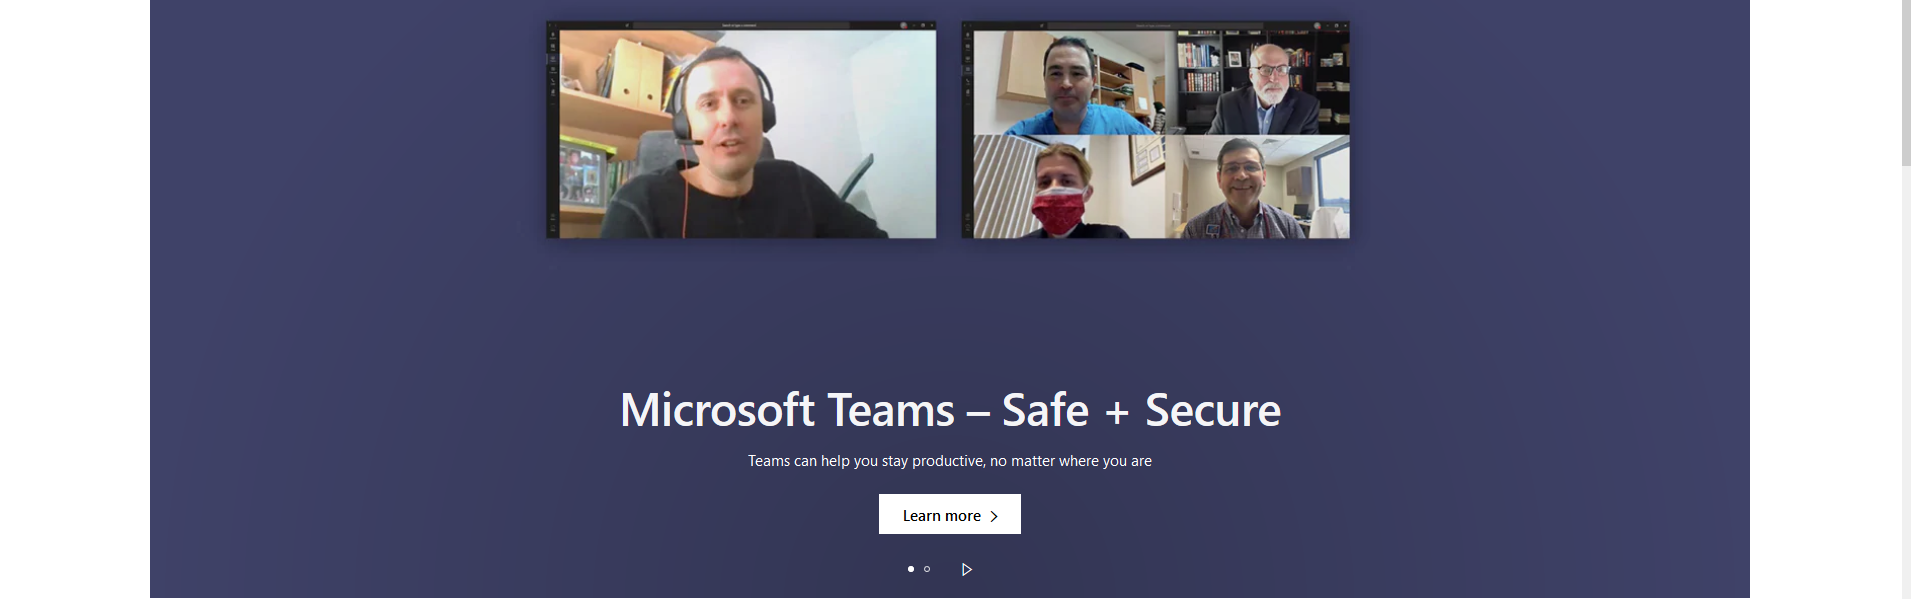 Microsoft Teams – Safe + Secure
Teams can help you stay productive, no matter where you are
Learn more